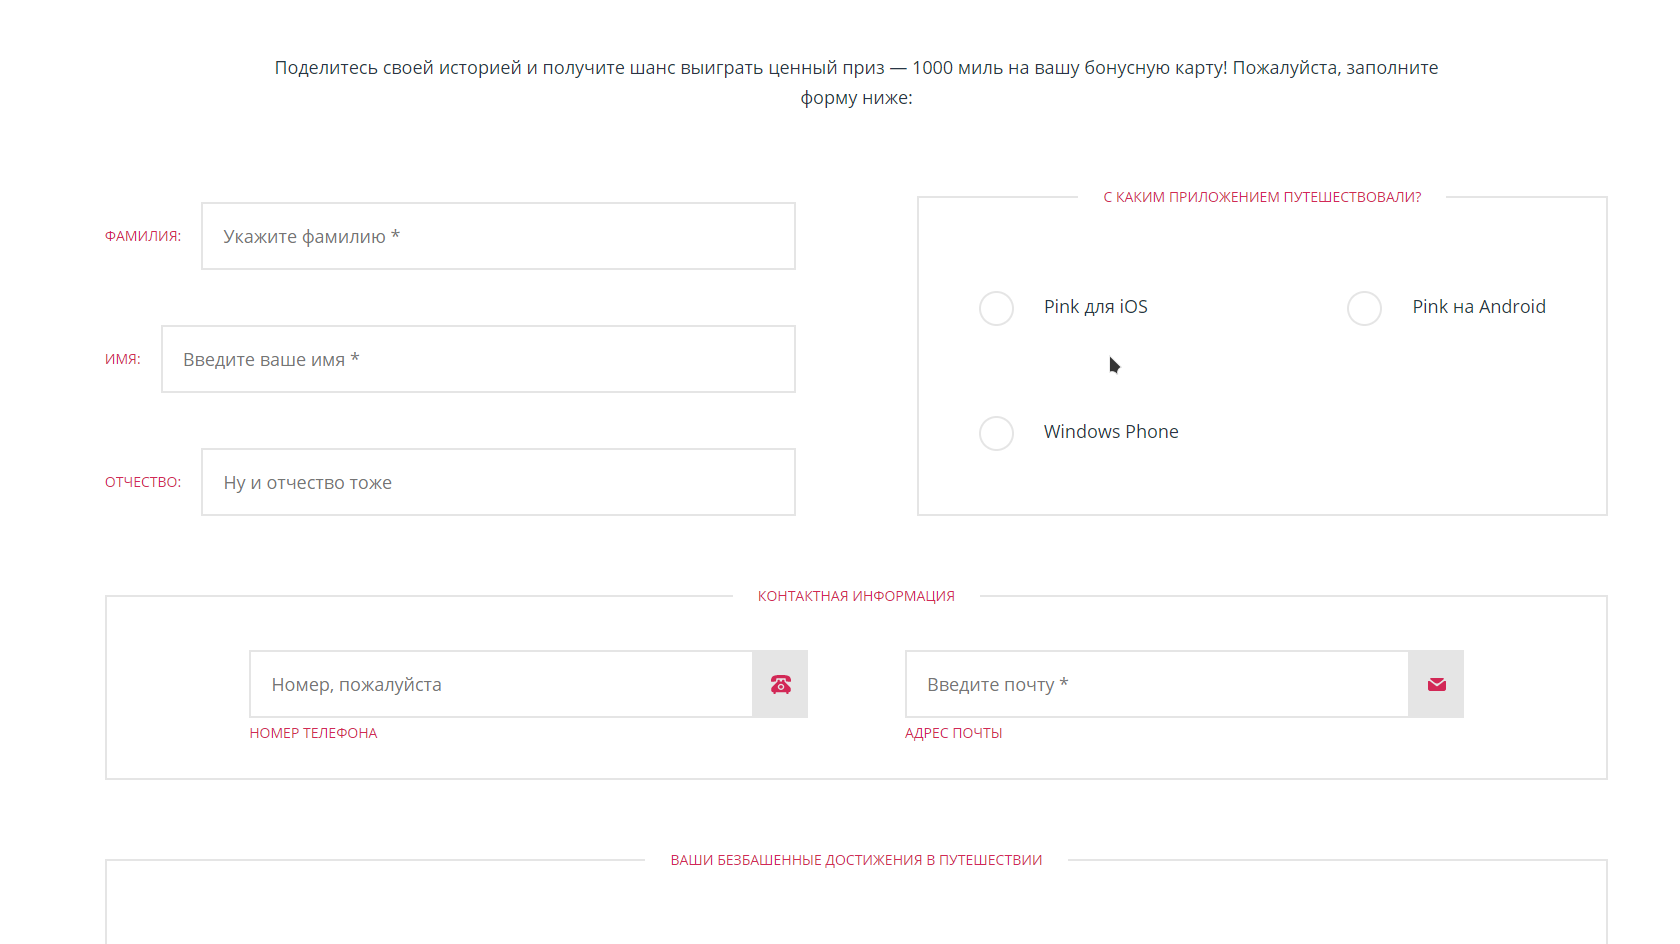 Поделитесь своей историей и получите шанс выиграть ценный приз — 1000 миль на вашу бонусную карту! Пожалуйста, заполните
форму ниже:
ФАМИЛИЯ:
Укажите фамилию *
ИМЯ:
Введите ваше имя *
ОТЧЕСТВО:
Ну и отчество тоже
С КАКИМ ПРИЛОЖЕНИЕМ ПУТЕШЕСТВОВАЛИ?
Pink для iOS
Pink на Android
Windows Phone
КОНТАКТНАЯ ИНФОРМАЦИЯ
Номер, пожалуйста
НОМЕР ТЕЛЕФОНА
Введите почту *
АДРЕС ПОЧТЫ
ВАШИ БЕЗБАШЕННЫЕ ДОСТИЖЕНИЯ В ПУТЕШЕСТВИИ